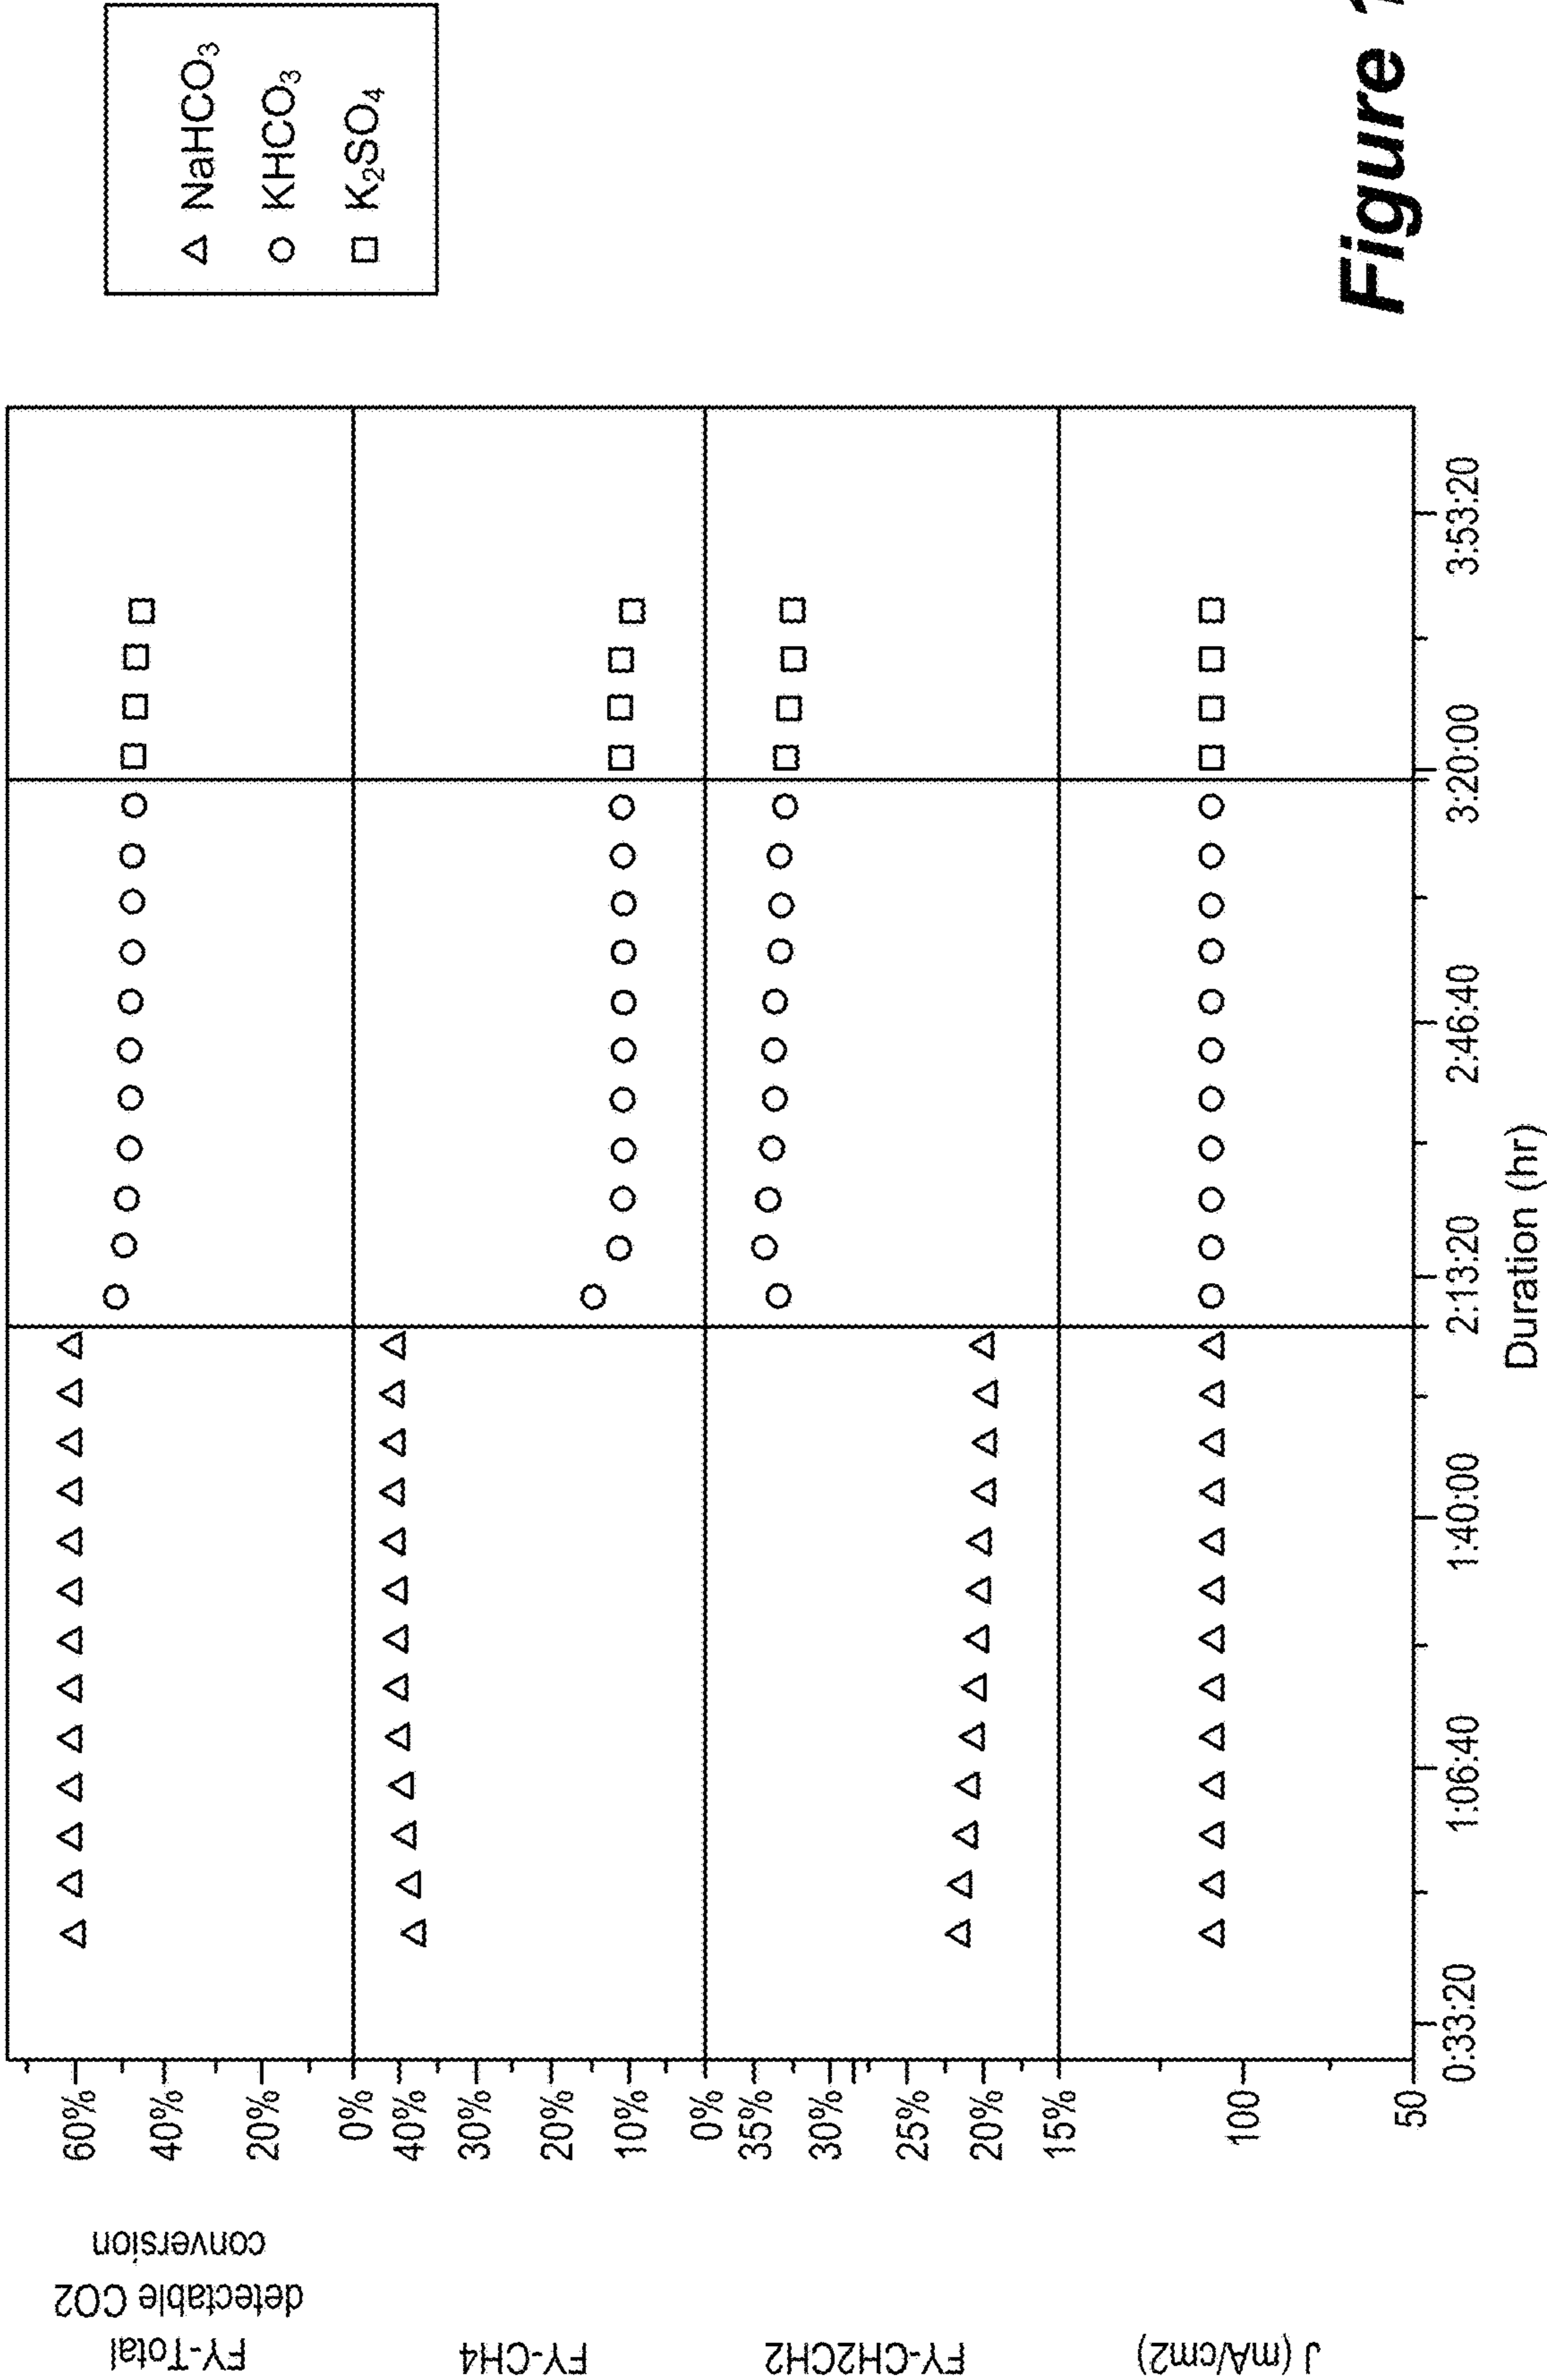 FY-Total
detectable CO2
conversion
60%
40%
20%
0%
FY-CH4
40%
30%
20%
10%
0%
FY-CH2CH2
35%
30%
25%
20%
15%
J (mA/cm2)
100
50
0:33:20
1:06:40
1:40:00
2:13:20
2:46:40
3:20:00
3:53:20
Duration (hr)
△ NaHCO₃
○ KHCO₃
□ K₂SO₄
Figure